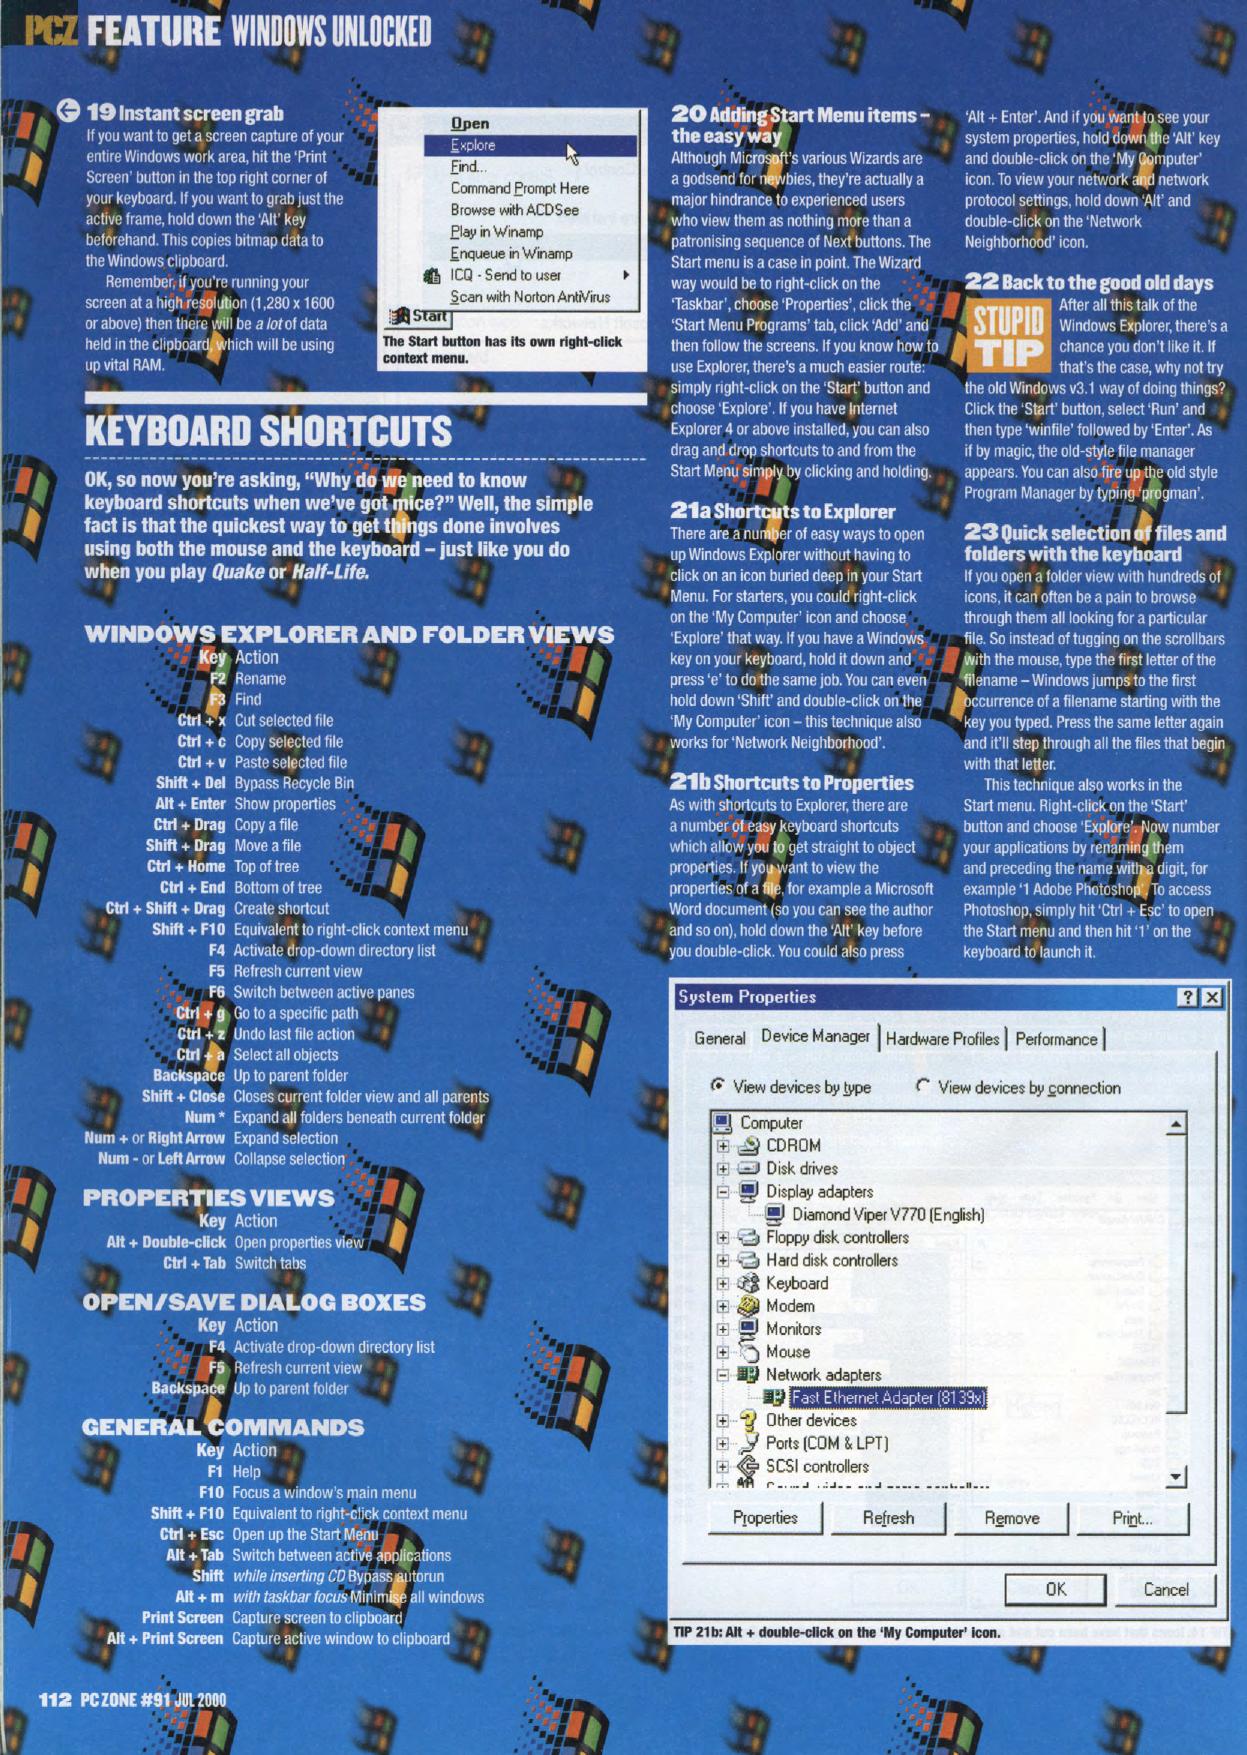 PCZ FEATURE WINDOWS UNLOCKED
19 Instant screen grab
If you want to get a screen capture of your
entire Windows work area, hit the 'Print
Screen' button in the top right corner of
your keyboard. If you want to grab just the
active frame, hold down the 'Alt' key
beforehand. This copies bitmap data to
the Windows clipboard.
Remember, if you're running your
screen at a high resolution (1,280 x 1600
or above) then there will be a lot of data
held in the clipboard, which will be using
up vital RAM.
Open
Explore
Find...
Command Prompt Here
Browse with ACDSee
Play in Winamp
Enqueue in Winamp
ICQ - Send to user
Scan with Norton AntiVirus
Start
The Start button has its own right-click
context menu.
KEYBOARD SHORTCUTS
OK, so now you're asking, "Why do we need to know
keyboard shortcuts when we've got mice?" Well, the simple
fact is that the quickest way to get things done involves
using both the mouse and the keyboard – just like you do
when you play Quake or Half-Life.
WINDOWS EXPLORER AND FOLDER VIEWS
Key Action
F2 Rename
F3 Find
Ctrl + x Cut selected file
Ctrl + c Copy selected file
Ctrl + v Paste selected file
Shift + Del Bypass Recycle Bin
Alt + Enter Show properties
Ctrl + Drag Copy a file
Shift + Drag Move a file
Ctrl + Home Top of tree
Ctrl + End Bottom of tree
Ctrl + Shift + Drag Create shortcut
Shift + F10 Equivalent to right-click context menu
F4 Activate drop-down directory list
F5 Refresh current view
F6 Switch between active panes
Ctrl + g Go to a specific path
Ctrl + z Undo last file action
Ctrl + a Select all objects
Backspace Up to parent folder
Shift + Close Closes current folder view and all parents
Num * Expand all folders beneath current folder
Num + or Right Arrow Expand selection
Num - or Left Arrow Collapse selection
PROPERTIES VIEWS
Key Action
Alt + Double-click Open properties view
Ctrl + Tab Switch tabs
OPEN/SAVE DIALOG BOXES
Key Action
F4 Activate drop-down directory list
F5 Refresh current view
Backspace Up to parent folder
GENERAL COMMANDS
Key Action
F1 Help
F10 Focus a window's main menu
Shift + F10 Equivalent to right-click context menu
Ctrl + Esc Open up the Start Menu
Alt + Tab Switch between active applications
Shift while inserting CD Bypass autorun
Alt + m with taskbar focus Minimise all windows
Print Screen Capture screen to clipboard
Alt + Print Screen Capture active window to clipboard
20 Adding Start Menu items –
the easy way
Although Microsoft's various Wizards are
a godsend for newbies, they're actually a
major hindrance to experienced users
who view them as nothing more than a
patronising sequence of Next buttons. The
Start menu is a case in point. The Wizard
way would be to right-click on the
'Taskbar', choose 'Properties', click the
'Start Menu Programs' tab, click 'Add' and
then follow the screens. If you know how to
use Explorer, there's a much easier route:
simply right-click on the 'Start' button and
choose 'Explore'. If you have Internet
Explorer 4 or above installed, you can also
drag and drop shortcuts to and from the
Start Menu simply by clicking and holding.
21a Shortcuts to Explorer
There are a number of easy ways to open
up Windows Explorer without having to
click on an icon buried deep in your Start
Menu. For starters, you could right-click
on the 'My Computer' icon and choose
'Explore' that way. If you have a Windows
key on your keyboard, hold it down and
press 'e' to do the same job. You can even
hold down 'Shift' and double-click on the
'My Computer' icon – this technique also
works for 'Network Neighborhood'.
21b Shortcuts to Properties
As with shortcuts to Explorer, there are
a number of easy keyboard shortcuts
which allow you to get straight to object
properties. If you want to view the
properties of a file, for example a Microsoft
Word document (so you can see the author
and so on), hold down the 'Alt' key before
you double-click. You could also press
'Alt + Enter'. And if you want to see your
system properties, hold down the 'Alt' key
and double-click on the 'My Computer'
icon. To view your network and network
protocol settings, hold down 'Alt' and
double-click on the 'Network
Neighborhood' icon.
22 Back to the good old days
STUPID
TIP
After all this talk of the
Windows Explorer, there's a
chance you don't like it. If
that's the case, why not try
the old Windows v3.1 way of doing things?
Click the 'Start' button, select 'Run' and
then type 'winfile' followed by 'Enter'. As
if by magic, the old-style file manager
appears. You can also fire up the old style
Program Manager by typing 'progman'.
23 Quick selection of files and
folders with the keyboard
If you open a folder view with hundreds of
icons, it can often be a pain to browse
through them all looking for a particular
file. So instead of tugging on the scrollbars
with the mouse, type the first letter of the
filename – Windows jumps to the first
occurrence of a filename starting with the
key you typed. Press the same letter again
and it'll step through all the files that begin
with that letter.
This technique also works in the
Start menu. Right-click on the 'Start'
button and choose 'Explore'. Now number
your applications by renaming them
and preceding the name with a digit, for
example '1 Adobe Photoshop'. To access
Photoshop, simply hit 'Ctrl + Esc' to open
the Start menu and then hit '1' on the
keyboard to launch it.
System Properties
General Device Manager Hardware Profiles Performance
View devices by type View devices by connection
Computer
CDROM
Disk drives
Display adapters
Diamond Viper V770 (English)
Floppy disk controllers
Hard disk controllers
Keyboard
Modem
Monitors
Mouse
Network adapters
Fast Ethernet Adapter (8139x)
Other devices
Ports (COM & LPT)
SCSI controllers
Sound, video and game controllers
Properties Refresh Remove Print...
OK Cancel
TIP 21b: Alt + double-click on the 'My Computer' icon.
112 PC ZONE #91 JUL 2000